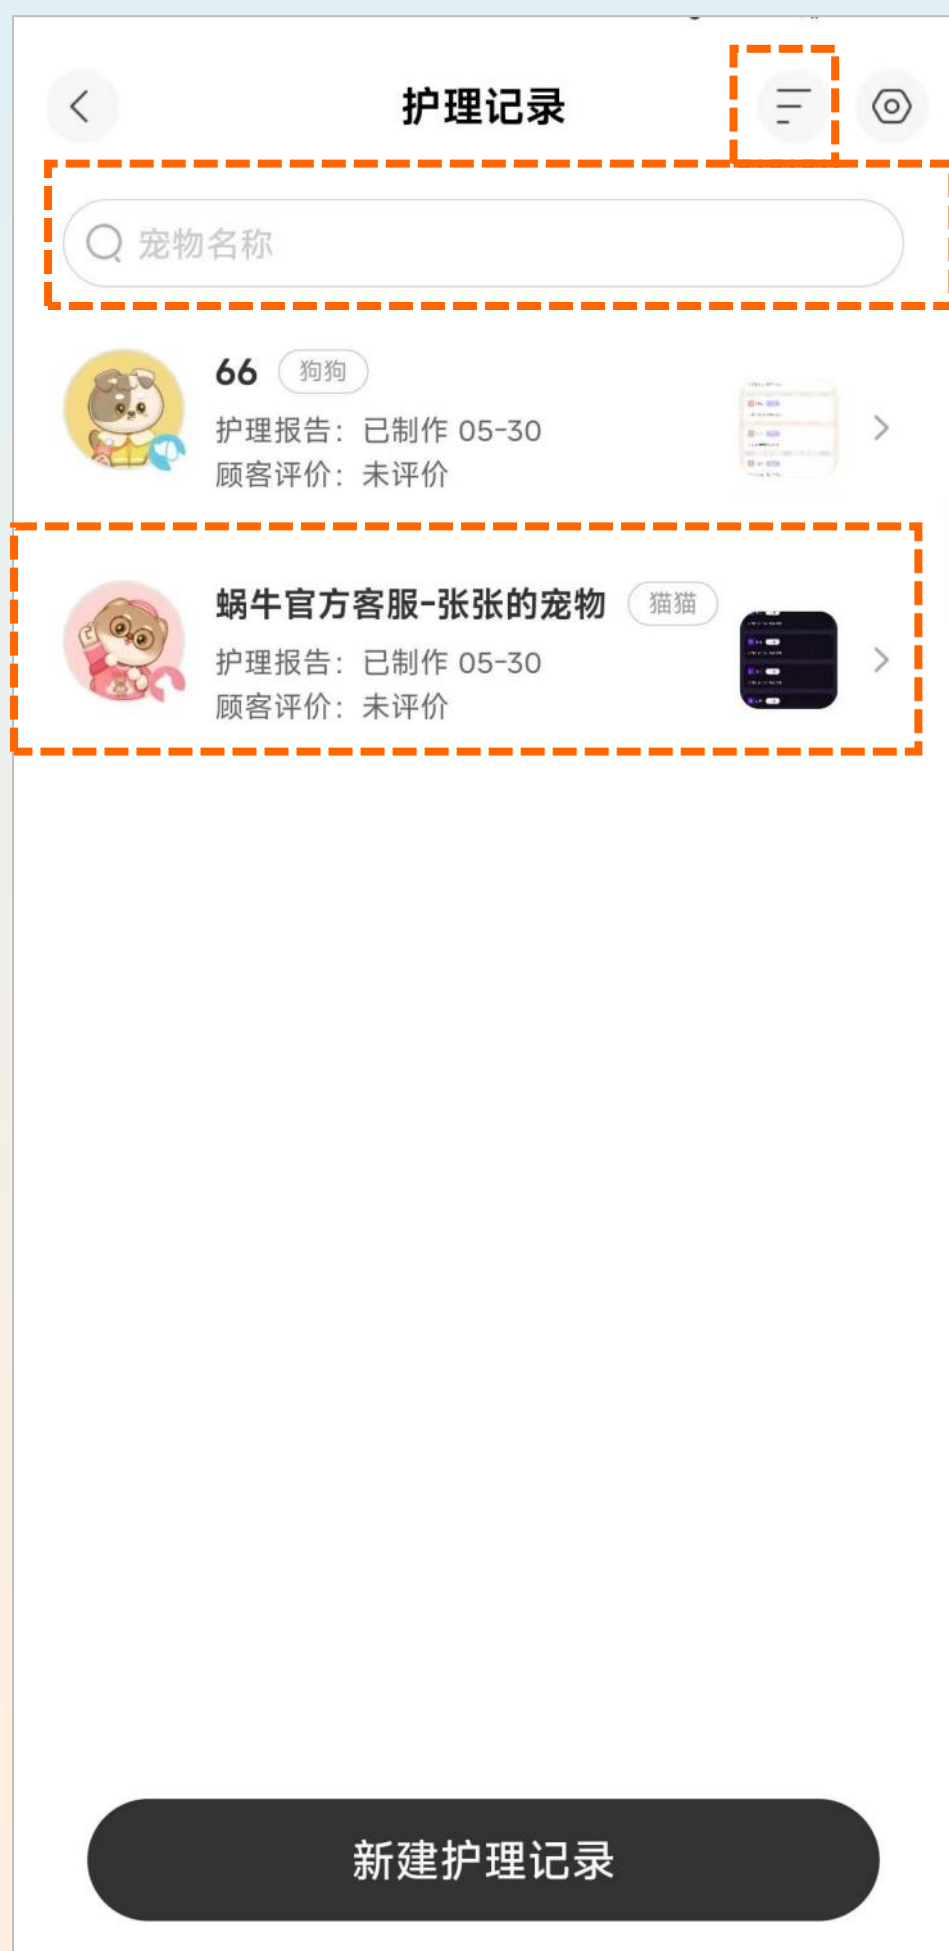 护理记录
宠物名称
66 狗狗
护理报告：已制作 05-30
顾客评价：未评价
蜗牛官方客服-张张的宠物 猫猫
护理报告：已制作 05-30
顾客评价：未评价
新建护理记录